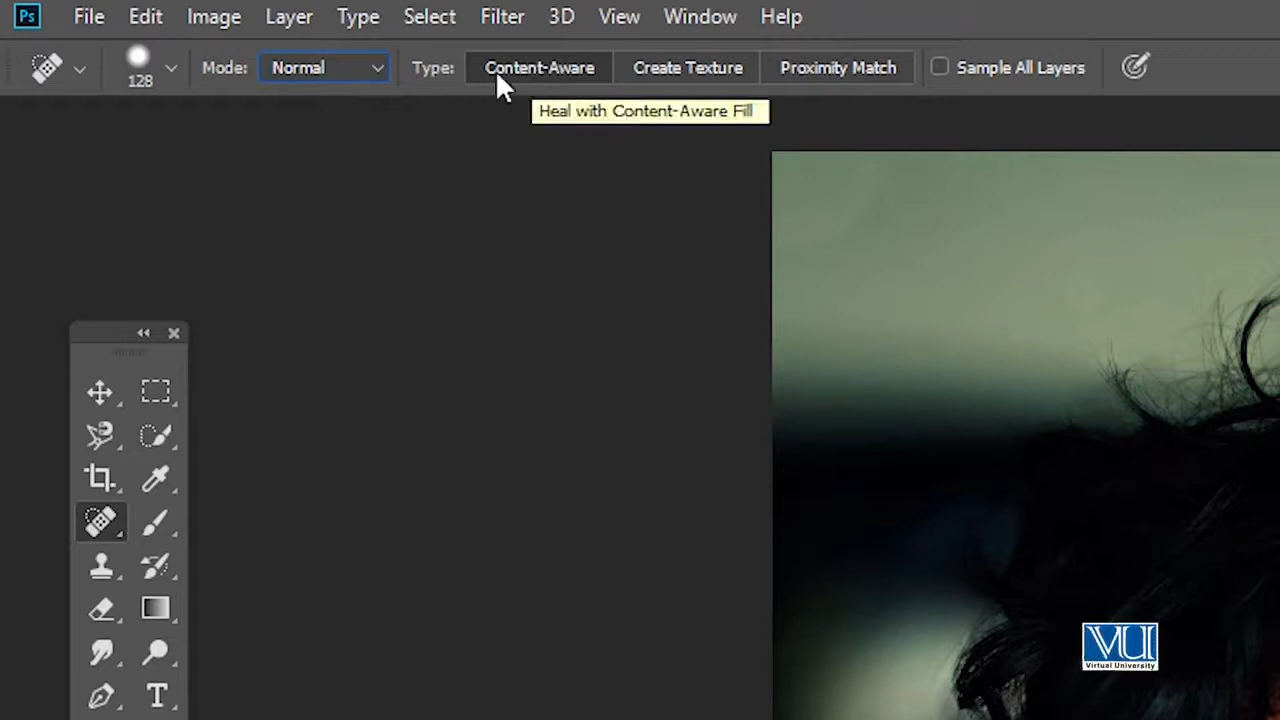 Ps File Edit Image Layer Type Select Filter 3D View Window Help
128 Mode: Normal Type: Content-Aware Create Texture Proximity Match Sample All Layers
Heal with Content-Aware Fill
T
VU
Virtual University